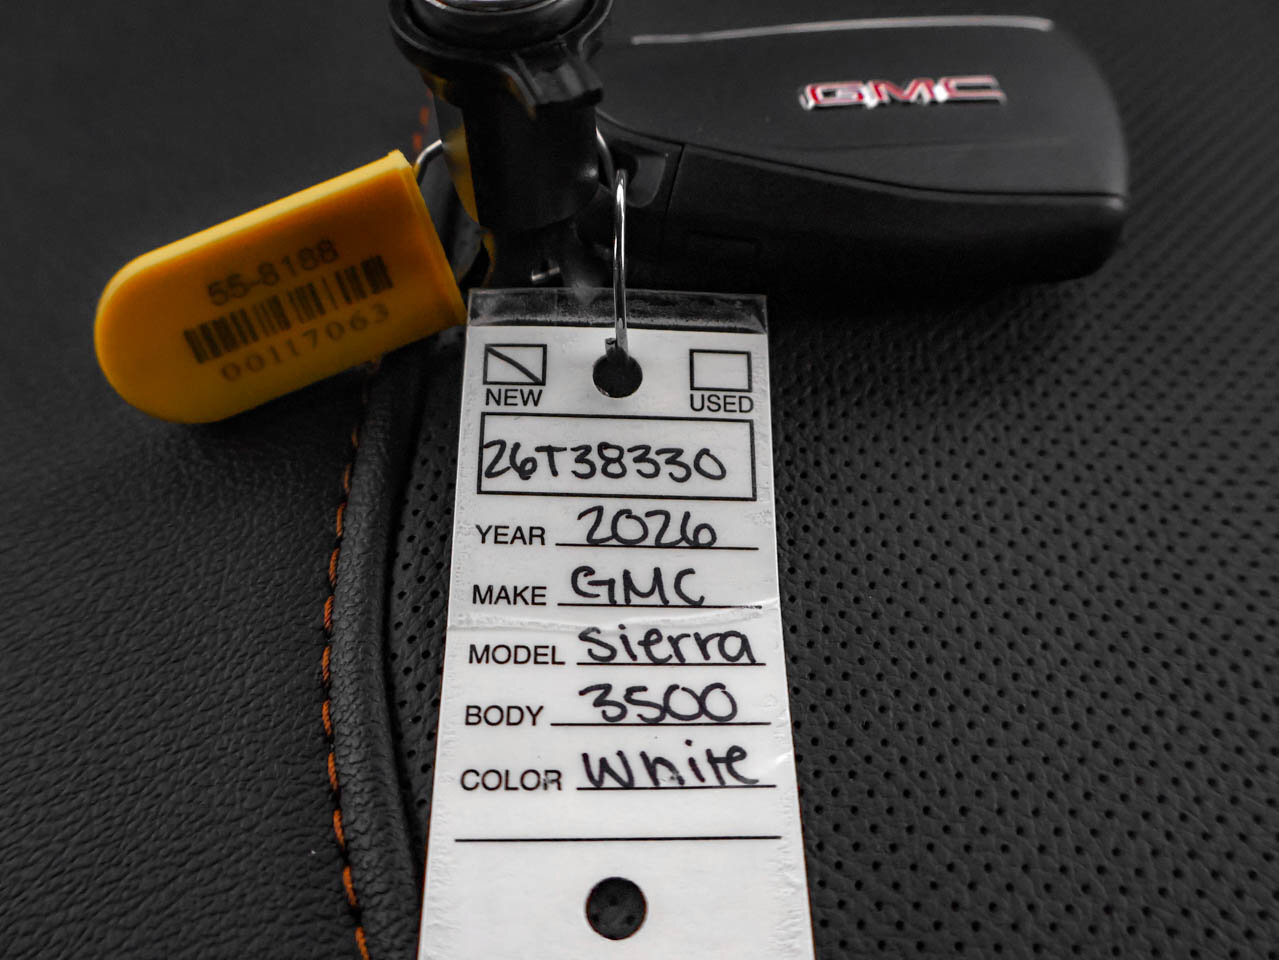 GMC
55-8188
00117063
NEW USED
26T38330
YEAR 2026
MAKE GMC
MODEL Sierra
BODY 3500
COLOR White